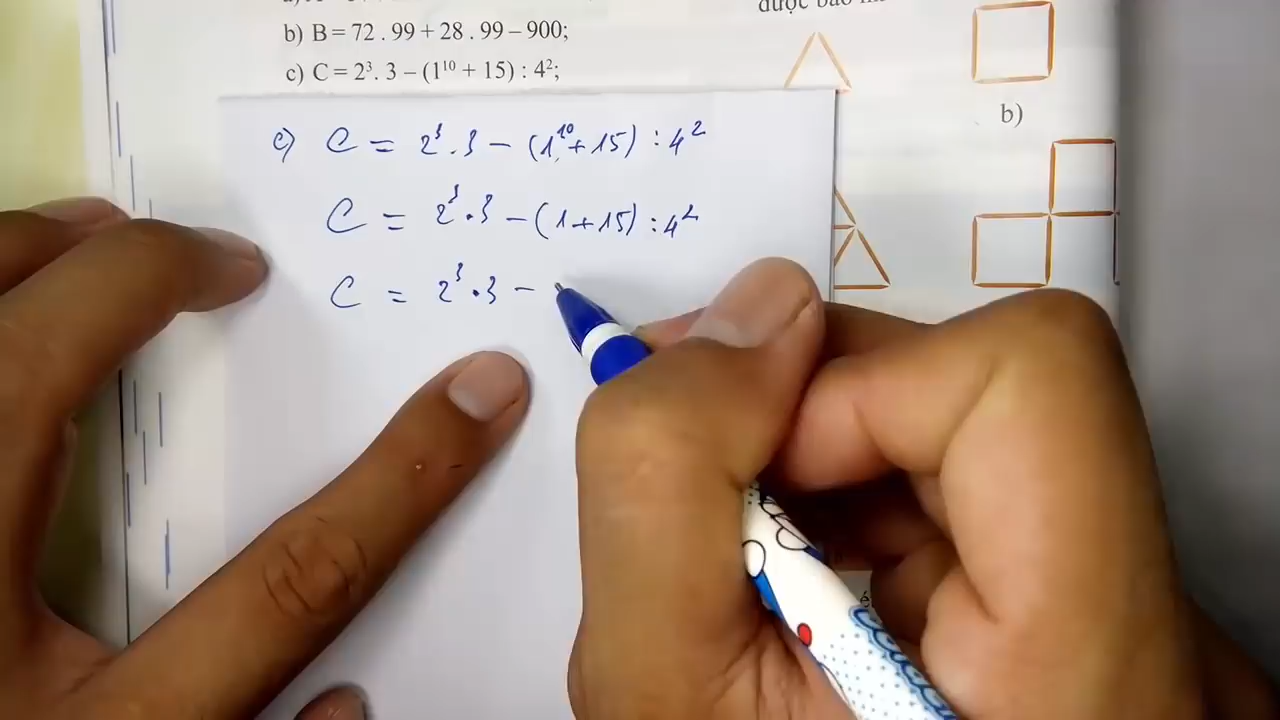 b) B = 72 . 99 + 28 . 99 – 900;
c) C = 2³. 3 – (1¹⁰ + 15) : 4²;
được
b)
c) C = 2³ . 3 – (1¹⁰ + 15) : 4²
C = 2³ . 3 – (1 + 15) : 4²
C = 2³ . 3 –